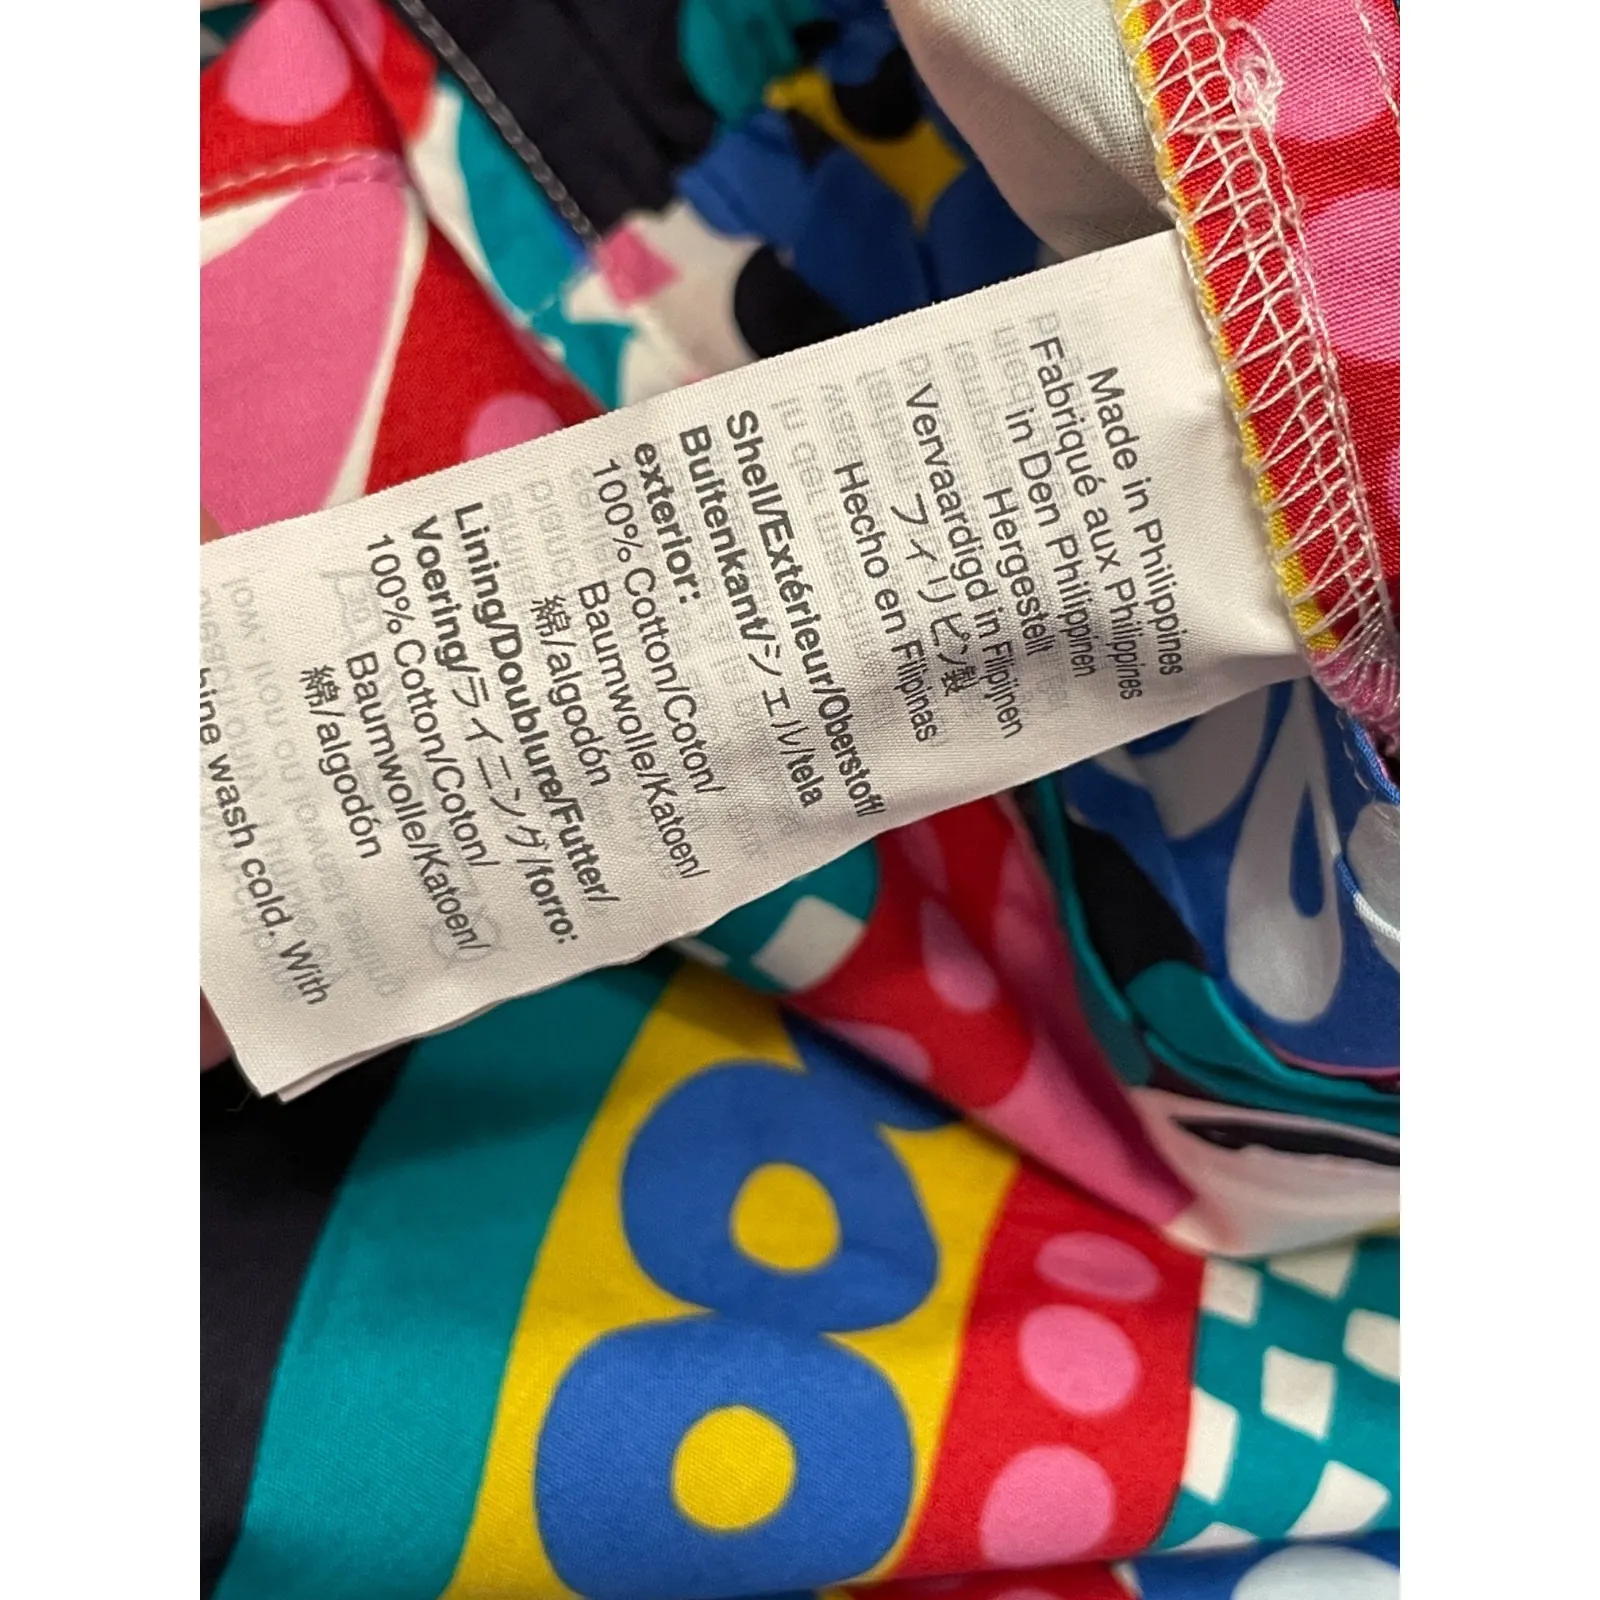 Made in Philippines
Fabriqué aux Philippines
in Den Philippinen
Hergestellt
Vervaardigd in Filipijnen
フィリピン製
Hecho en Filipinas
Shell/Extérieur/Oberstoff/
Buitenkant/シェル/tela
exterior:
100% Cotton/Coton/
Baumwolle/Katoen/
綿/algodón
Lining/Doublure/Futter/
Voering/ライニング/forro:
100% Cotton/Coton/
Baumwolle/Katoen/
綿/algodón
wash cold. With